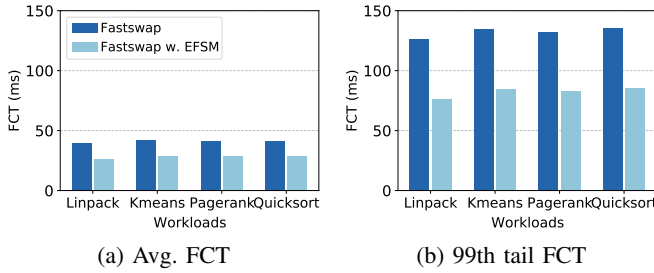 150
100
50
0
FCT (ms)
Fastswap
Fastswap w. EFSM
Linpack Kmeans Pagerank Quicksort
Workloads
(a) Avg. FCT
150
100
50
0
FCT (ms)
Linpack Kmeans Pagerank Quicksort
Workloads
(b) 99th tail FCT